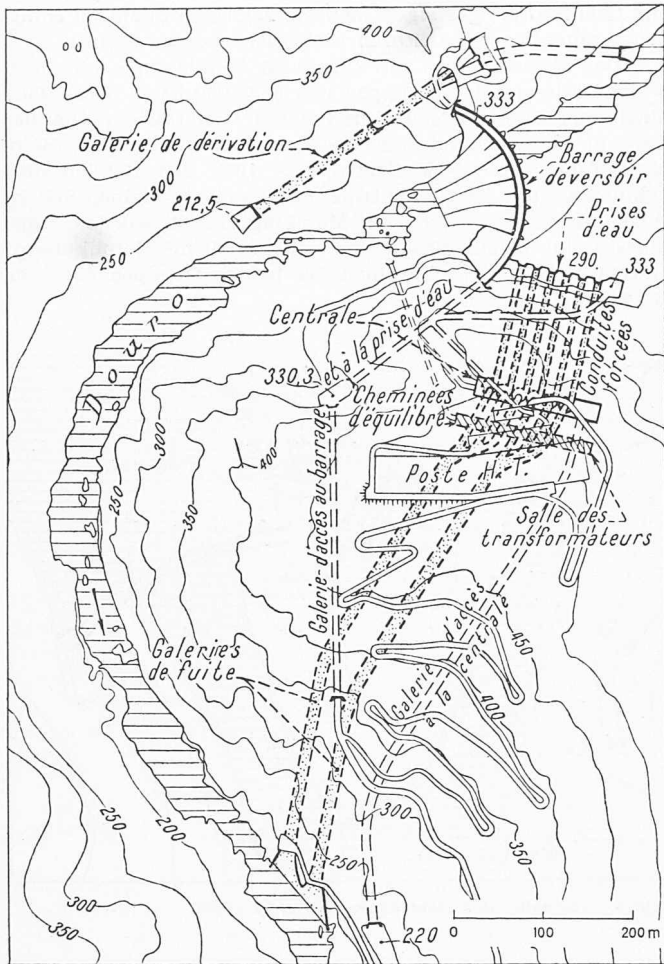 400
350
333
Galerie de dérivation
Barrage
déversoir
300
212,5
Prises
d'eau
250
290
333
Douro
Centrale
et à la prise d'eau
Conduites
forcées
330,3
Cheminées
d'équilibre
300
400
250
350
Galerie d'accès au barrage
Poste H.T.
Salle des
transformateurs
450
Galeries
de fuite
Galerie d'accès
à la centrale
400
300
350
250
200
250
300
350
220
0 100 200 m